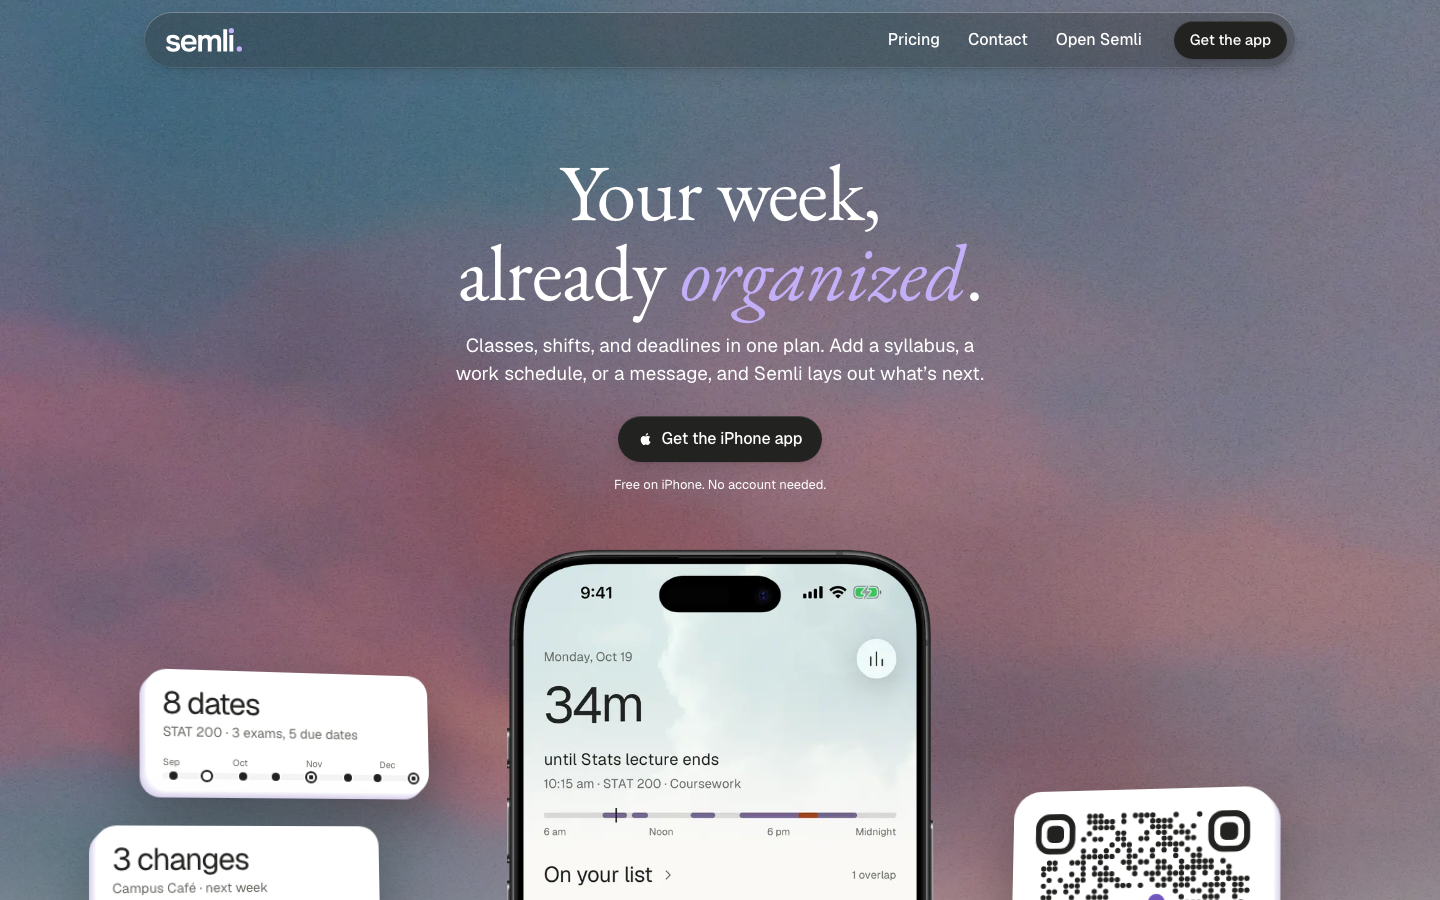 semli.
Pricing
Contact
Open Semli
Get the app
Your week,
already organized.
Classes, shifts, and deadlines in one plan. Add a syllabus, a
work schedule, or a message, and Semli lays out what’s next.
Get the iPhone app
Free on iPhone. No account needed.
9:41
Monday, Oct 19
34m
until Stats lecture ends
10:15 am · STAT 200 · Coursework
6 am Noon 6 pm Midnight
On your list
1 overlap
8 dates
STAT 200 · 3 exams, 5 due dates
Sep Oct Nov Dec
3 changes
Campus Café · next week